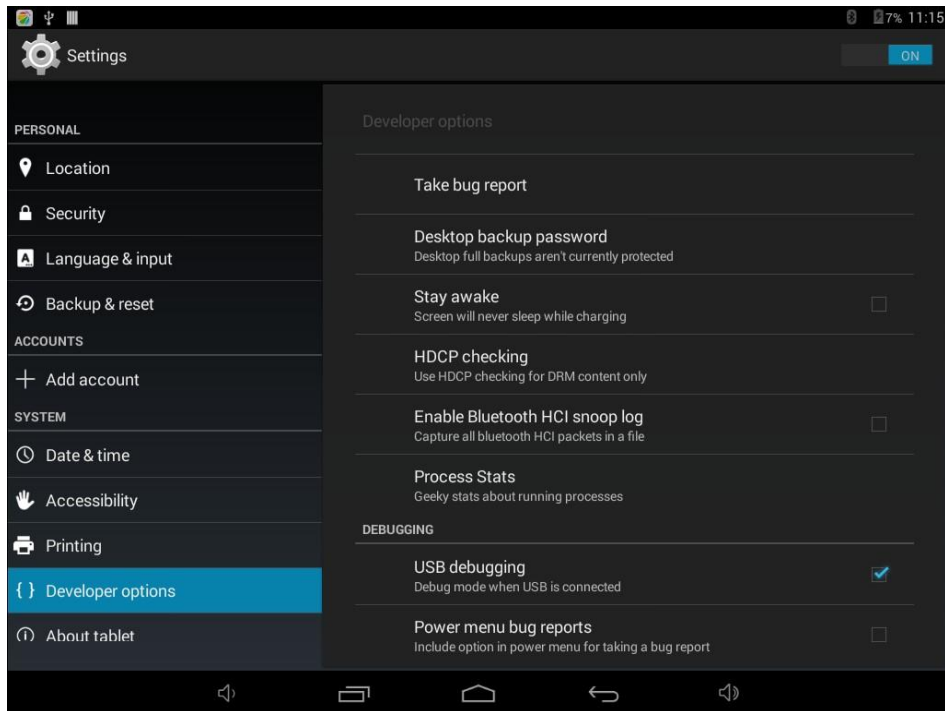 7% 11:15
Settings
ON
PERSONAL
Location
Security
Language & input
Backup & reset
ACCOUNTS
Add account
SYSTEM
Date & time
Accessibility
Printing
{ } Developer options
About tablet
Developer options
Take bug report
Desktop backup password
Desktop full backups aren't currently protected
Stay awake
Screen will never sleep while charging
HDCP checking
Use HDCP checking for DRM content only
Enable Bluetooth HCI snoop log
Capture all bluetooth HCI packets in a file
Process Stats
Geeky stats about running processes
DEBUGGING
USB debugging
Debug mode when USB is connected
Power menu bug reports
Include option in power menu for taking a bug report